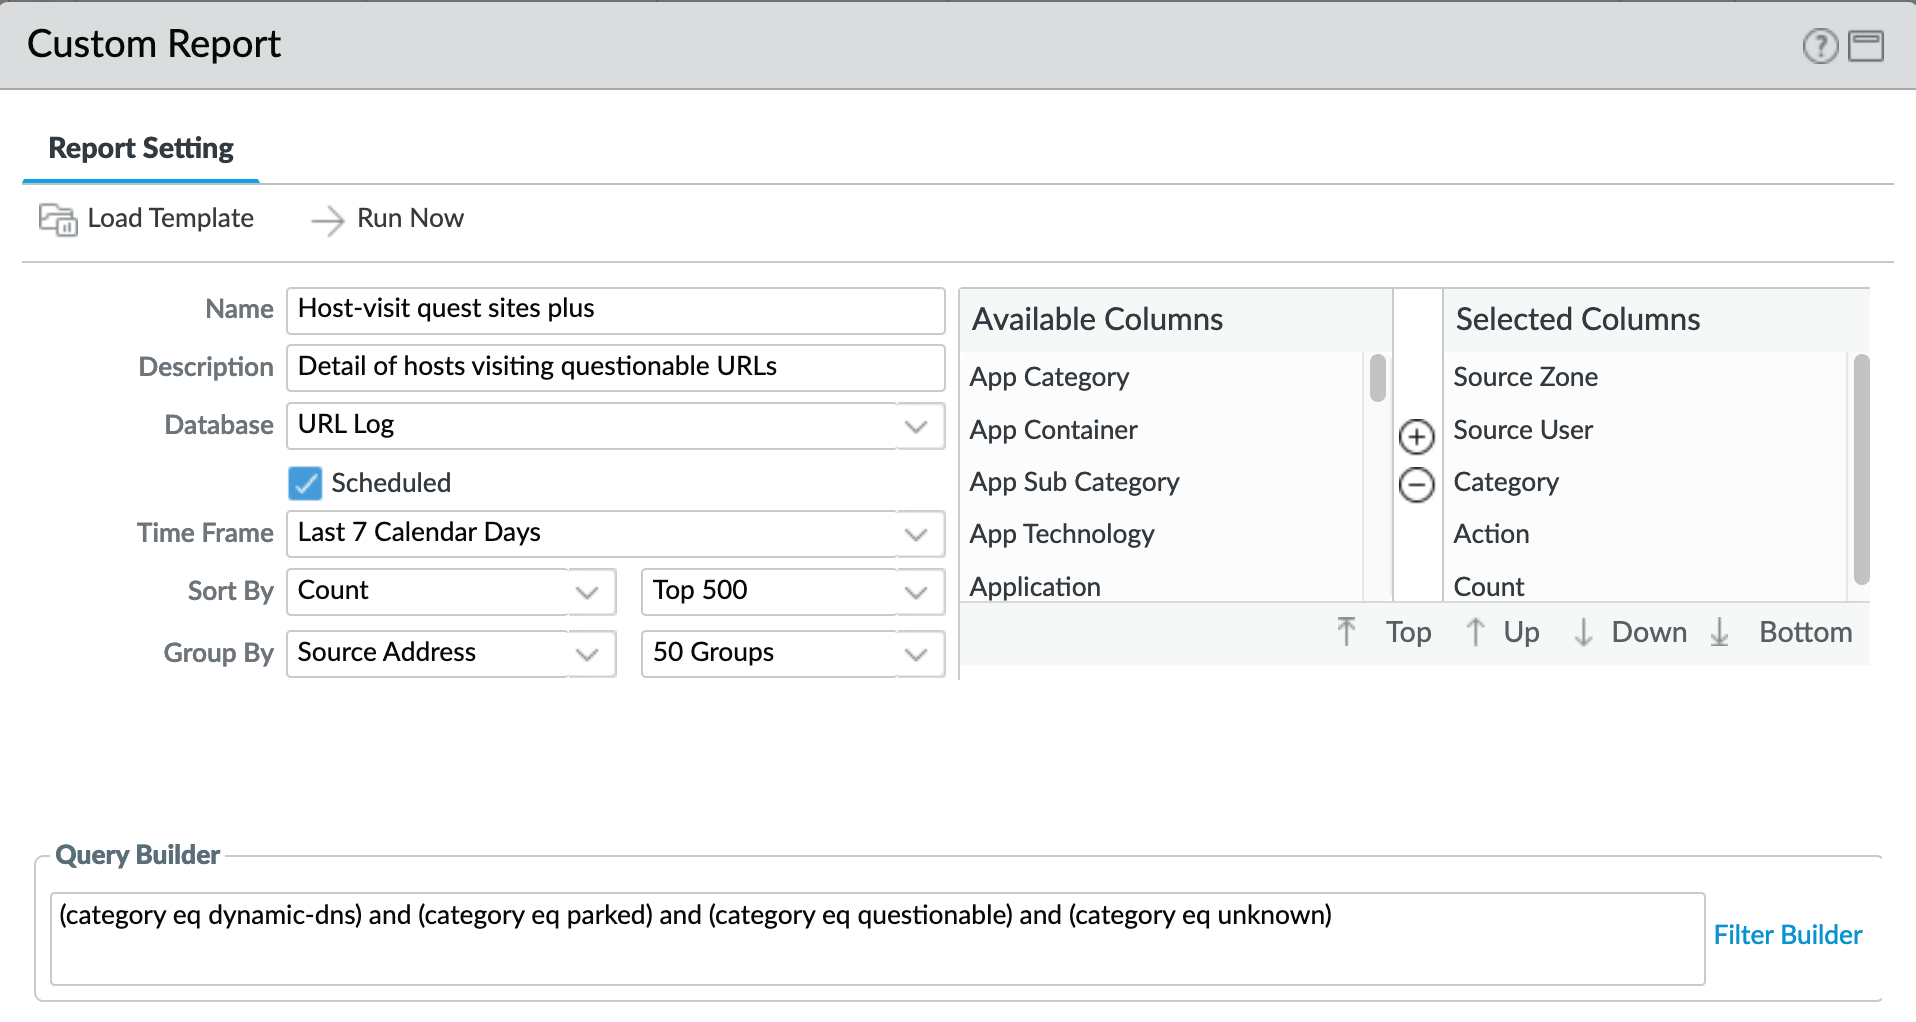 Custom Report
Report Setting
Load Template
Run Now
Name
Host-visit quest sites plus
Description
Detail of hosts visiting questionable URLs
Database
URL Log
Scheduled
Time Frame
Last 7 Calendar Days
Sort By
Count
Top 500
Group By
Source Address
50 Groups
Available Columns
App Category
App Container
App Sub Category
App Technology
Application
Selected Columns
Source Zone
Source User
Category
Action
Count
Top
Up
Down
Bottom
Query Builder
(category eq dynamic-dns) and (category eq parked) and (category eq questionable) and (category eq unknown)
Filter Builder